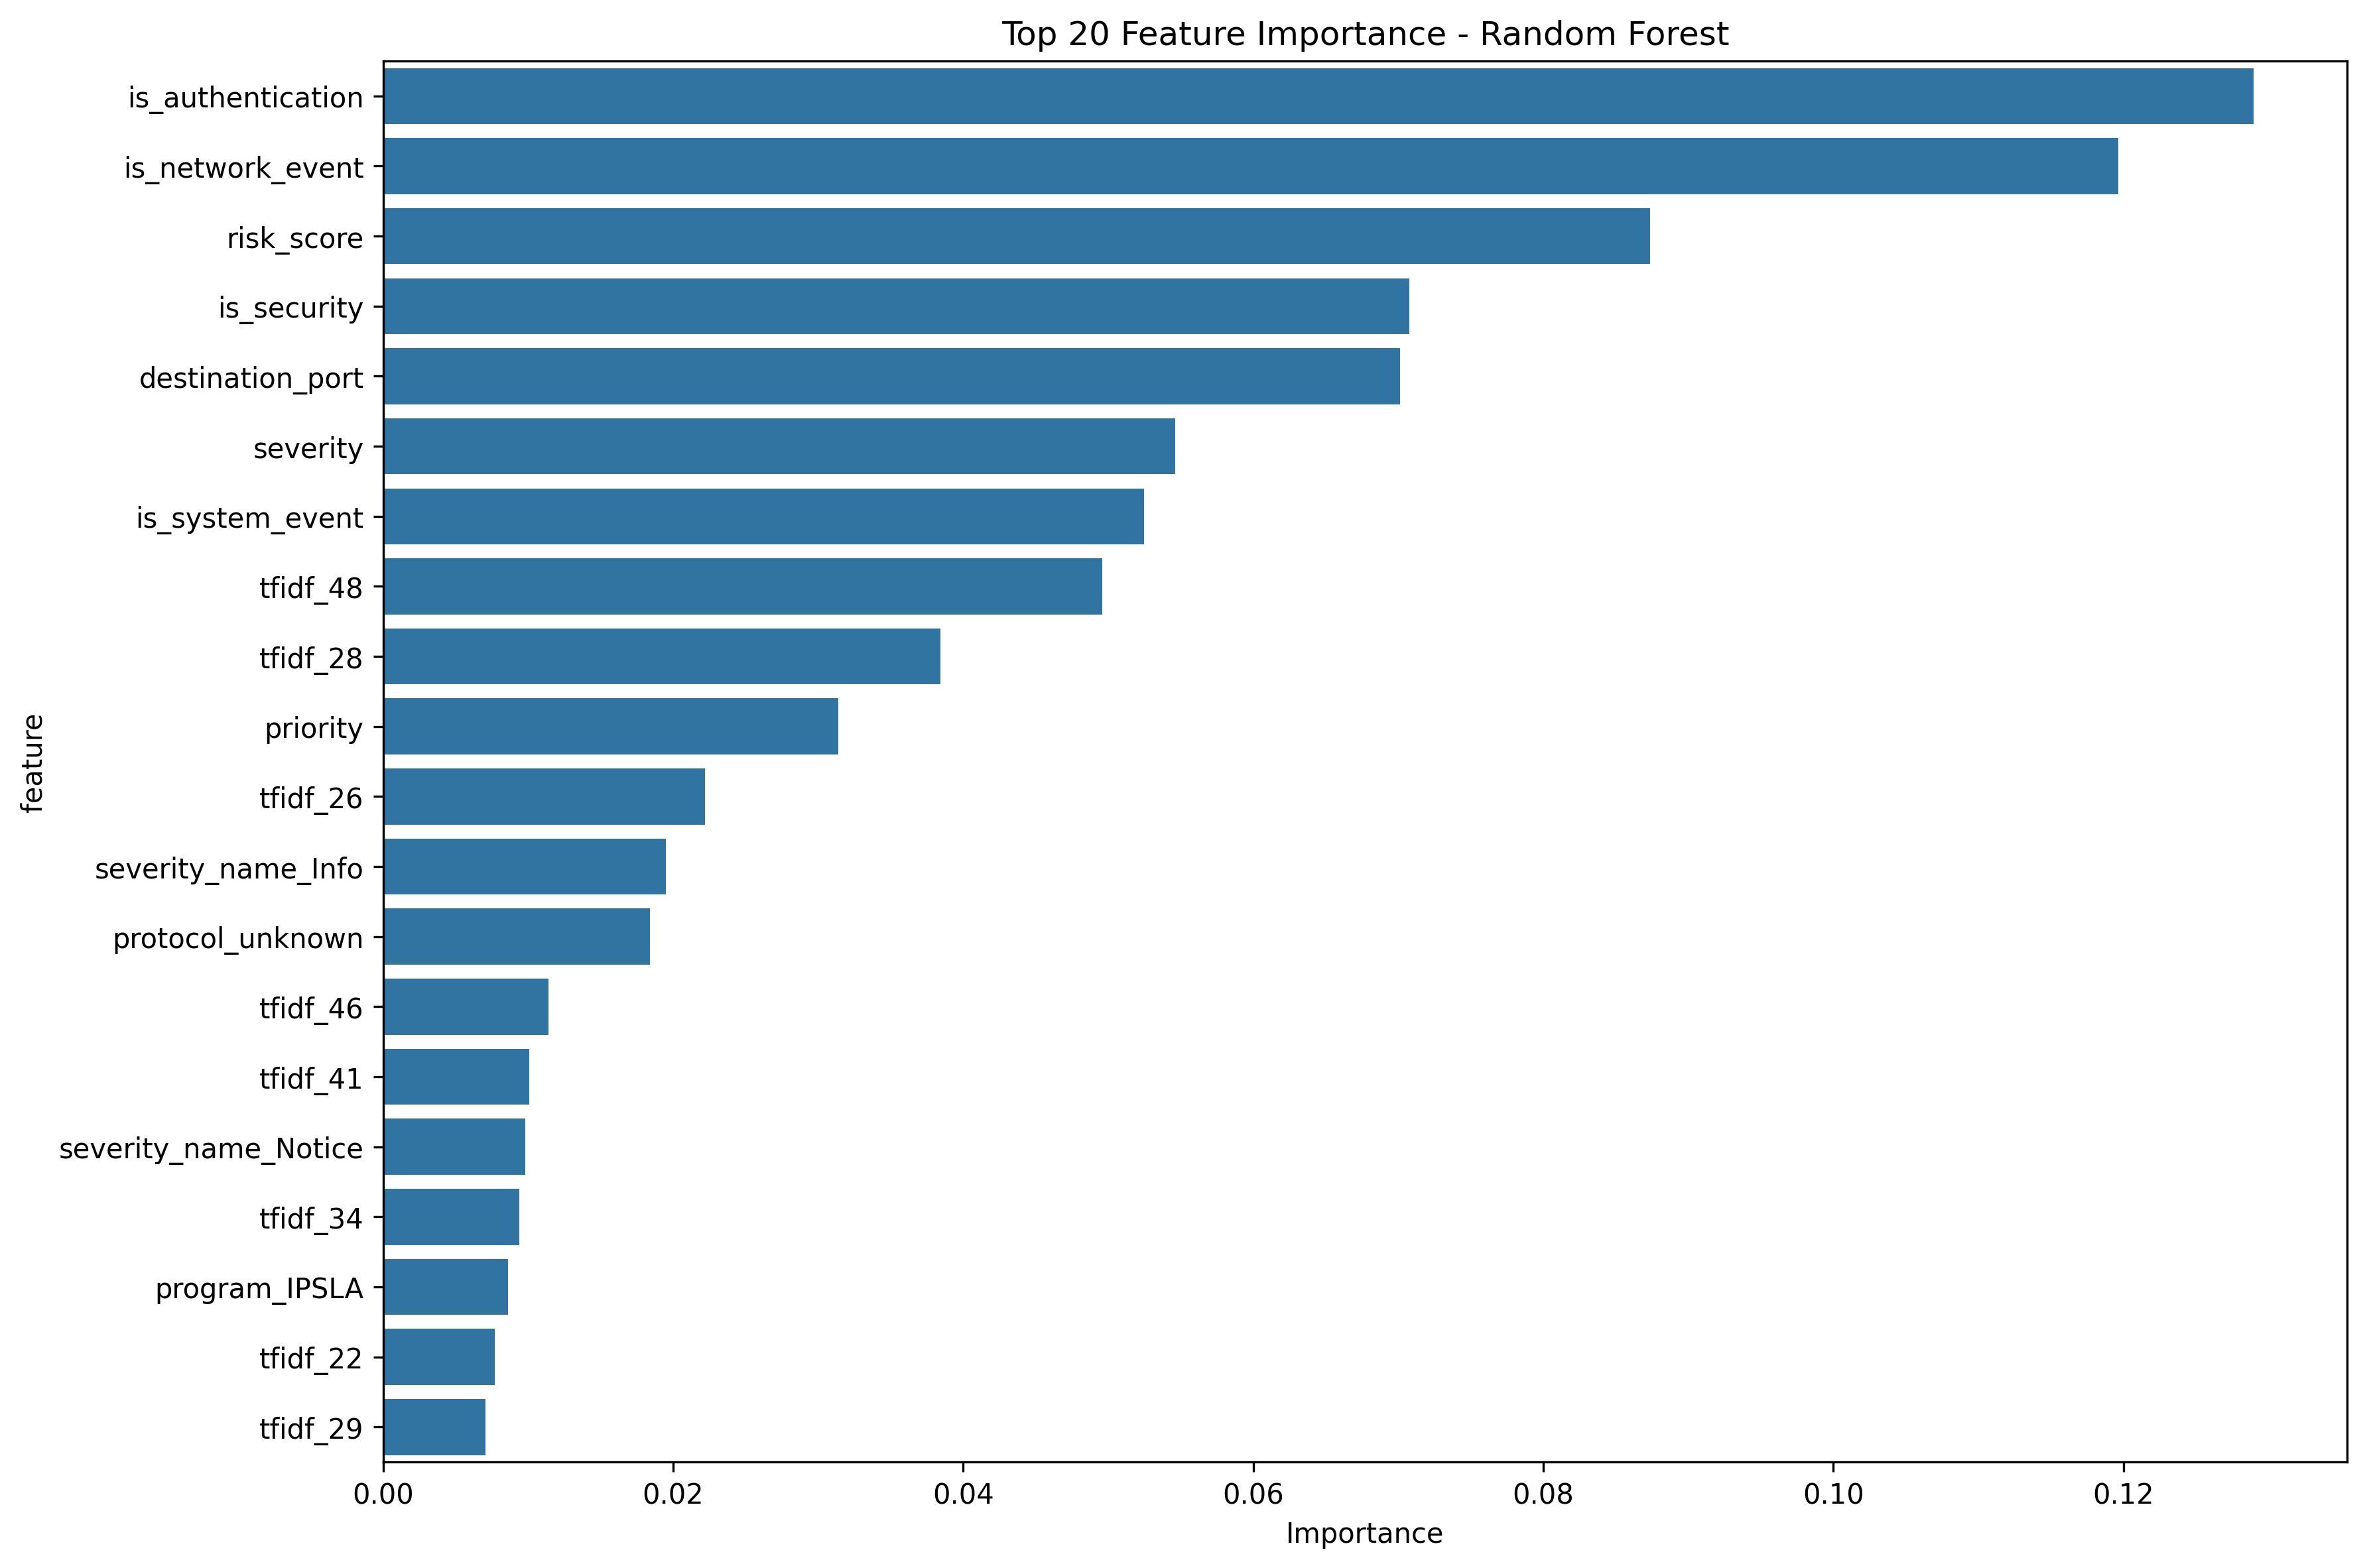 Top 20 Feature Importance - Random Forest
is_authentication
is_network_event
risk_score
is_security
destination_port
severity
is_system_event
tfidf_48
tfidf_28
priority
tfidf_26
severity_name_Info
protocol_unknown
tfidf_46
tfidf_41
severity_name_Notice
tfidf_34
program_IPSLA
tfidf_22
tfidf_29
feature
0.00 0.02 0.04 0.06 0.08 0.10 0.12
Importance